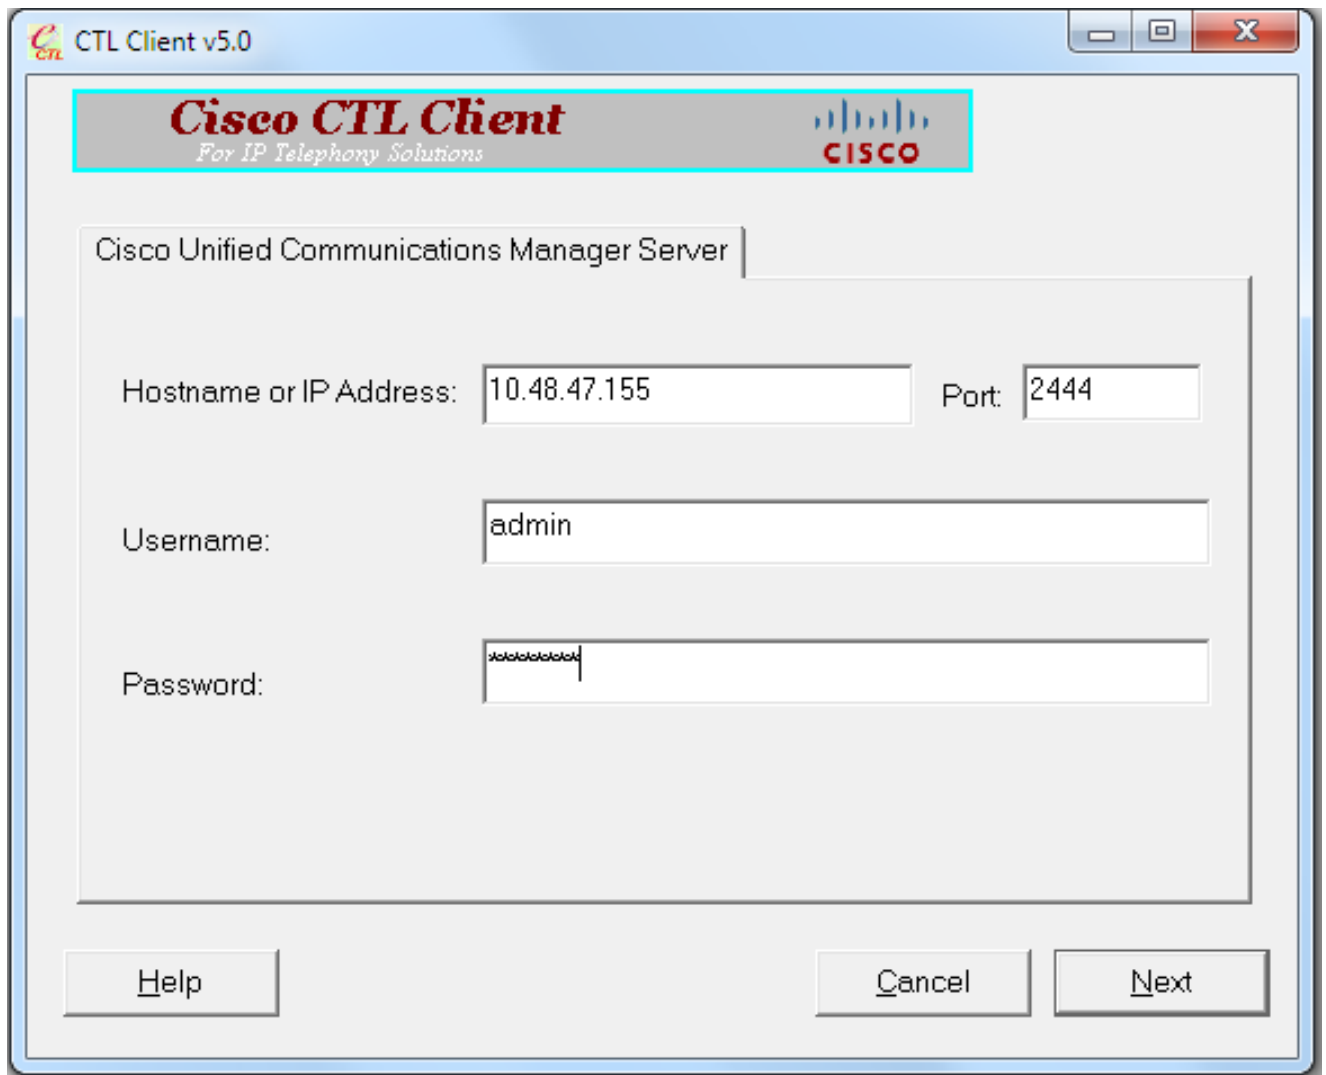 CTL Client v5.0
Cisco CTL Client
For IP Telephony Solutions
CISCO
Cisco Unified Communications Manager Server
Hostname or IP Address: 10.48.47.155 Port: 2444
Username: admin
Password: *********
Help Cancel Next